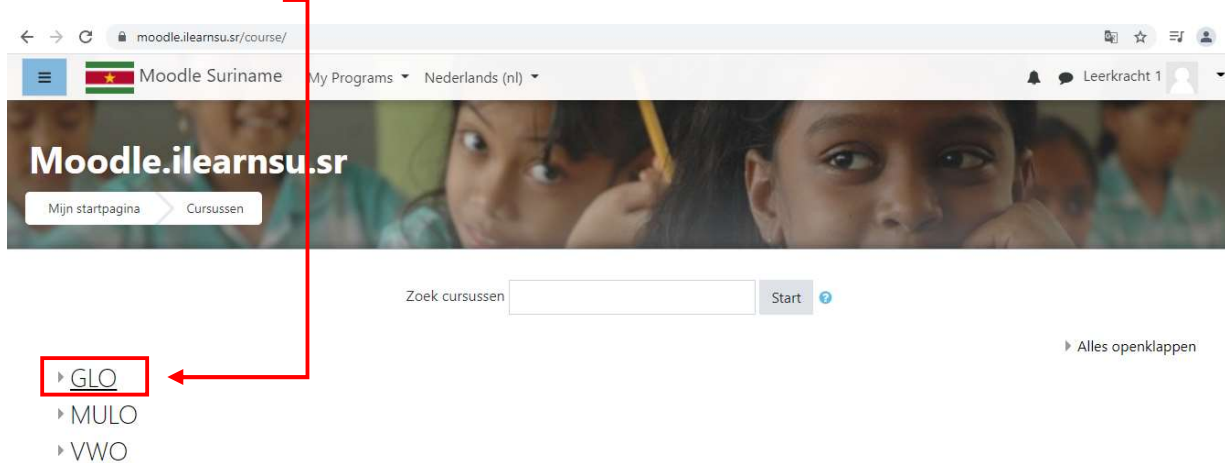 moodle.ilearnsu.sr/course/
Moodle Suriname My Programs Nederlands (nl) Leerkracht 1
Moodle.ilearnsu.sr
Mijn startpagina Cursussen
Zoek cursussen Start ?
Alles openklappen
GLO
MULO
VWO